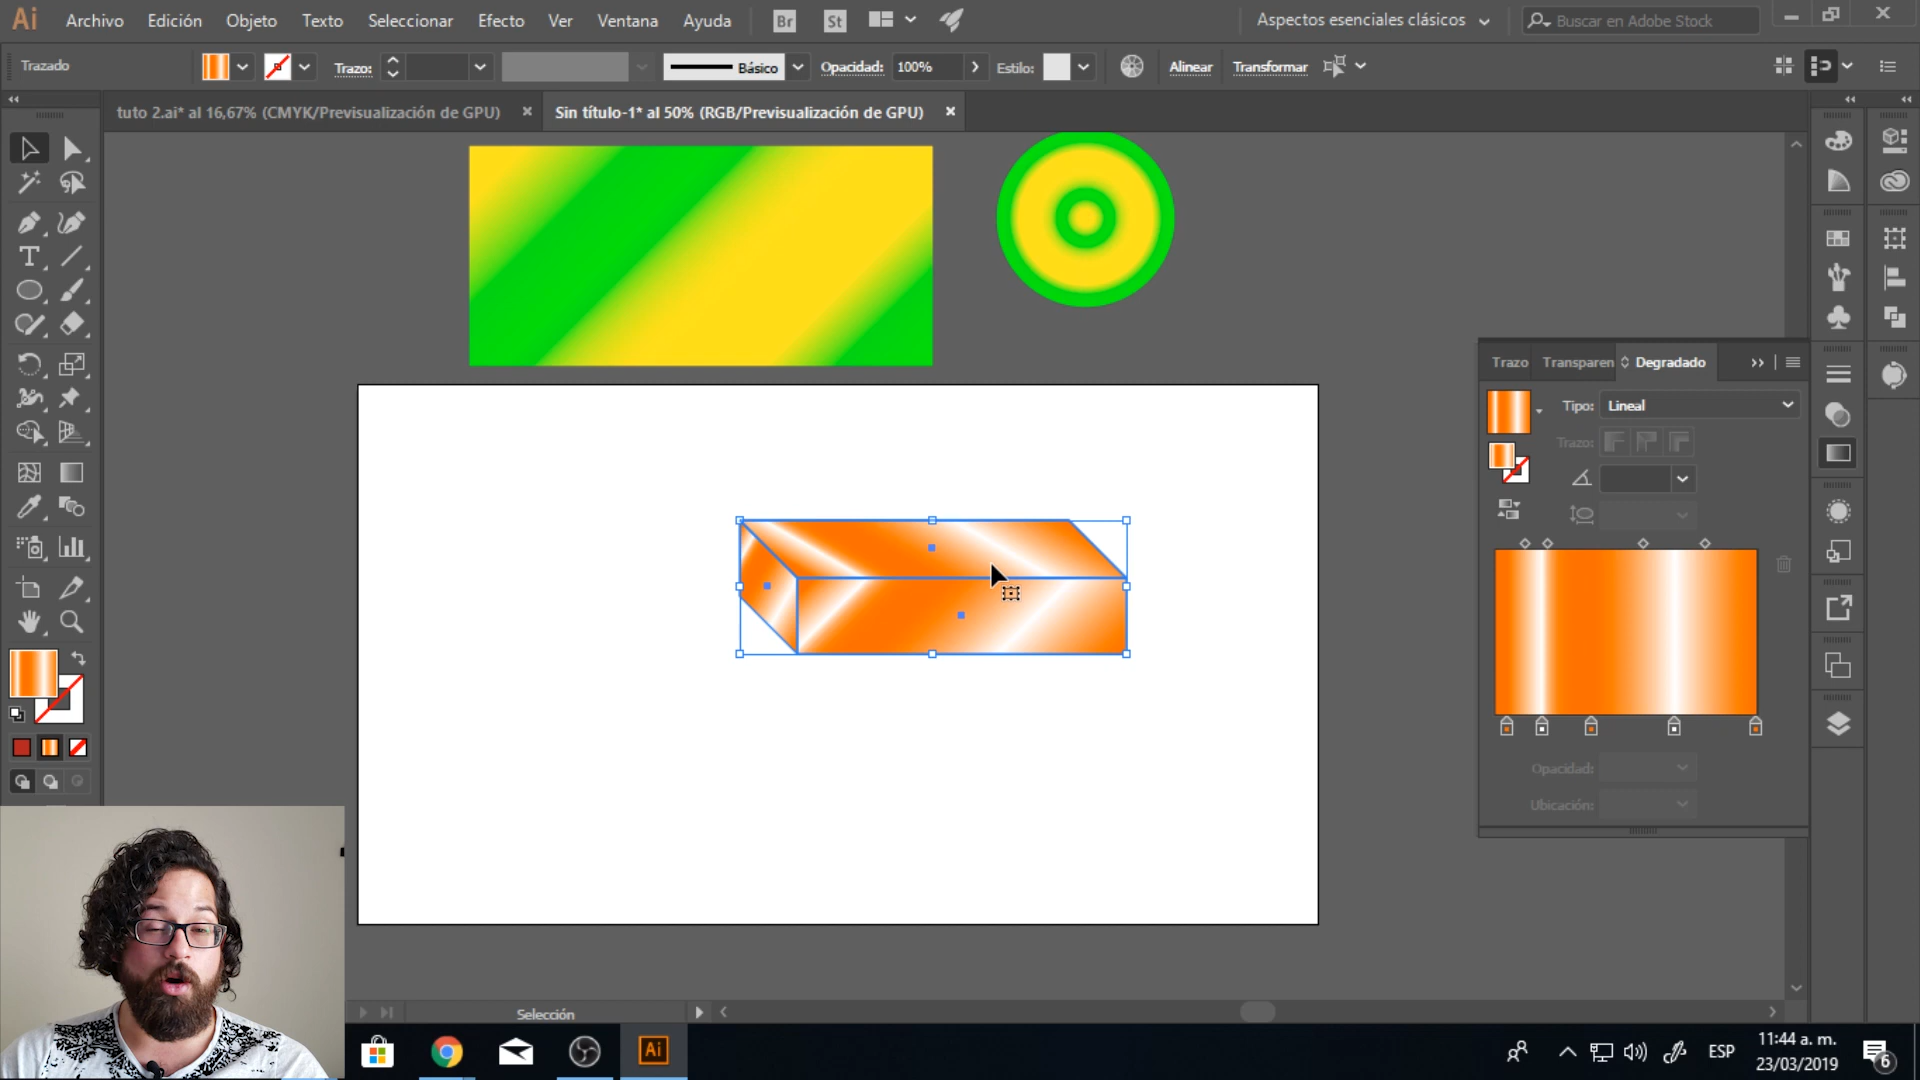 Ai Archivo Edición Objeto Texto Seleccionar Efecto Ver Ventana Ayuda Br St Aspectos esenciales clásicos Buscar en Adobe Stock
Trazado Trazo: Básico Opacidad: 100% Estilo: Alinear Transformar
tuto 2.ai* al 16,67% (CMYK/Previsualización de GPU) × Sin título-1* al 50% (RGB/Previsualización de GPU) ×
Trazo Transparen Degradado
Tipo: Lineal
Trazo:
Opacidad:
Ubicación:
Selección
Ai ESP 11:44 a. m.
23/03/2019 6